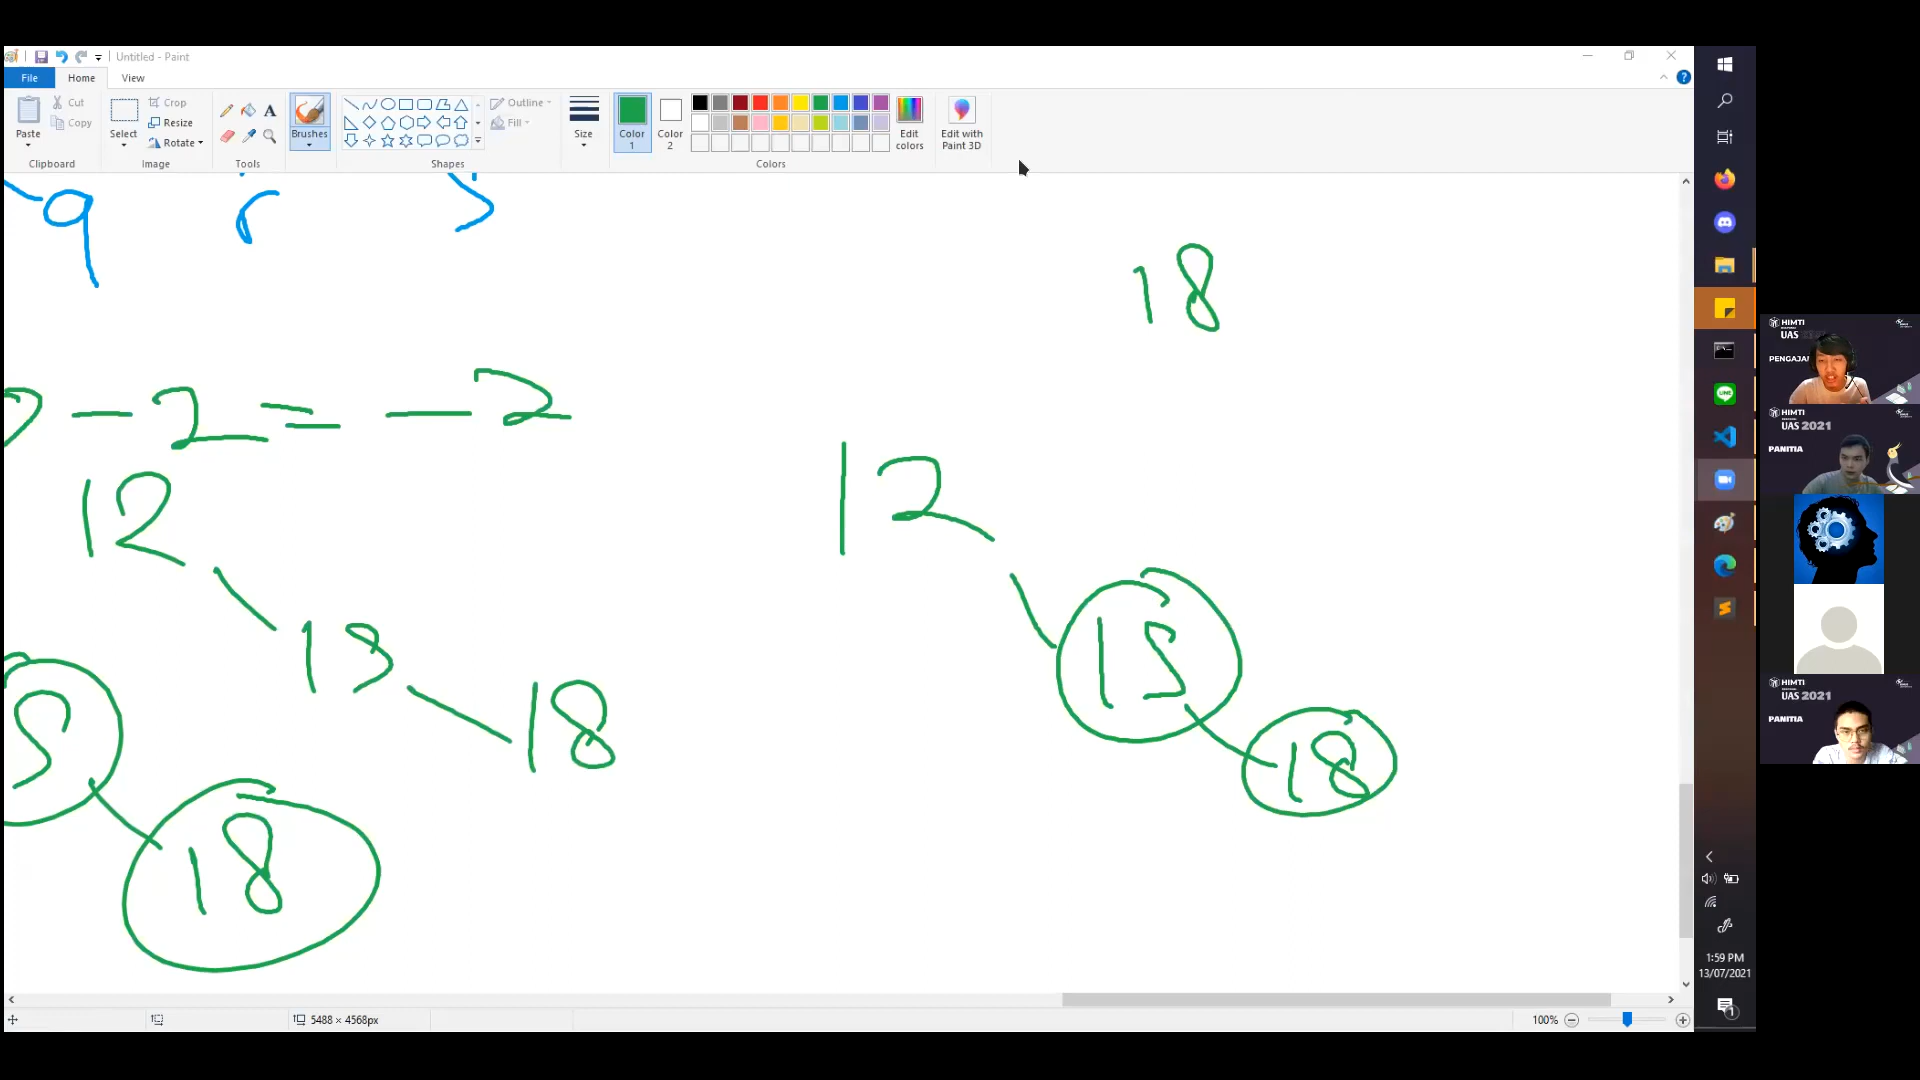 Untitled - Paint
File Home View
Paste
Cut
Copy
Clipboard
Select
Crop
Resize
Rotate
Image
Tools
Brushes
Outline
Fill
Shapes
Size
Color 1
Color 2
Edit colors
Edit with Paint 3D
Colors
q r s
18
- 2 = - 2
12
12
13
18
15
18
S
18
HIMTI
UAS
PENGAJA
HIMTI
UAS 2021
PANITIA
HIMTI
UAS 2021
PANITIA
LINE
1:59 PM
13/07/2021
1
5488 × 4568px
100%